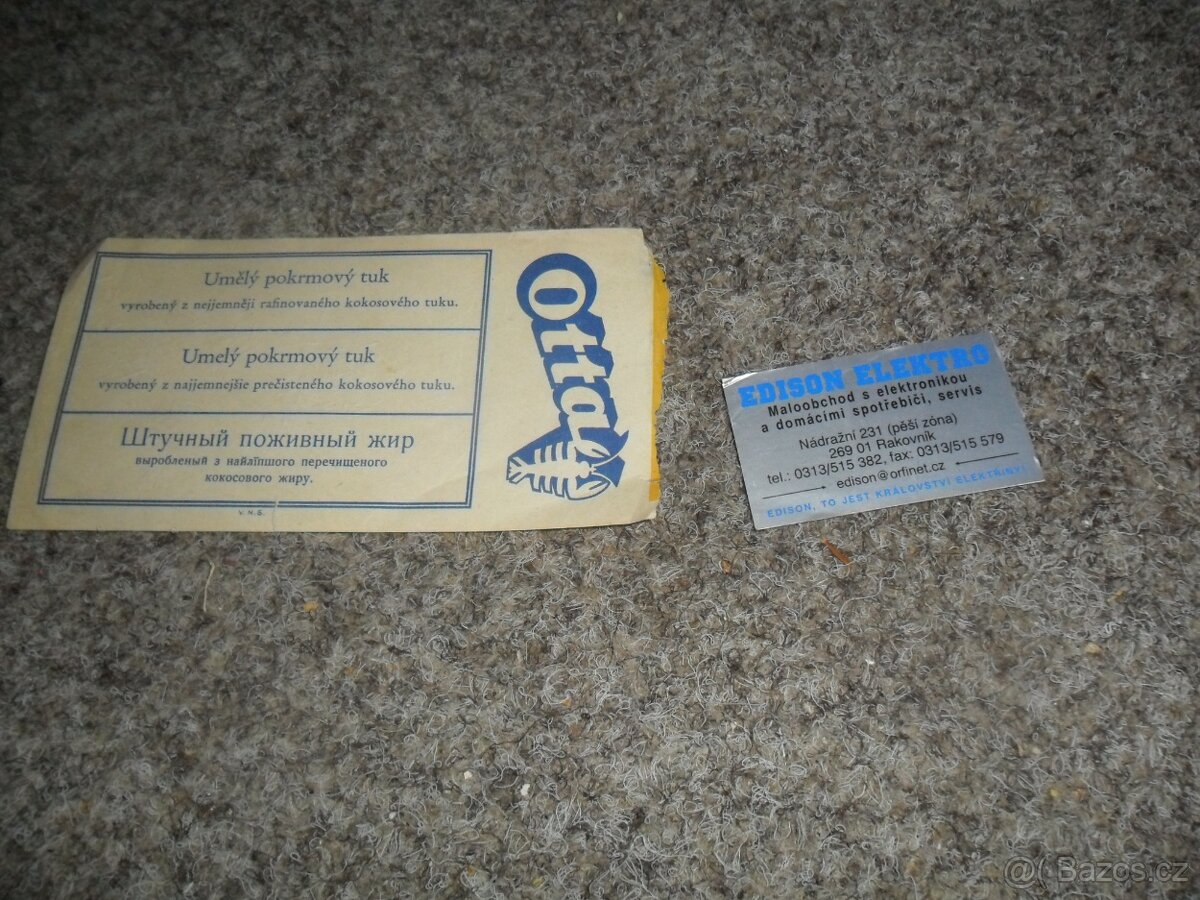 Umělý pokrmový tuk
vyrobený z nejjemněji rafinovaného kokosového tuku.
Umelý pokrmový tuk
vyrobený z najjemnejšie prečisteného kokosového tuku.
Штучный поживный жир
выробленый з найлїпшого перечищеного
кокосового жиру.
V. N. S.
Otta
EDISON ELEKTRO
Maloobchod s elektronikou
a domácími spotřebiči, servis
Nádražní 231 (pěší zóna)
269 01 Rakovník
tel.: 0313/515 382, fax: 0313/515 579
edison@orfinet.cz
EDISON, TO JEST KRÁLOVSTVÍ ELEKTŘINY!
@( Bazos.cz